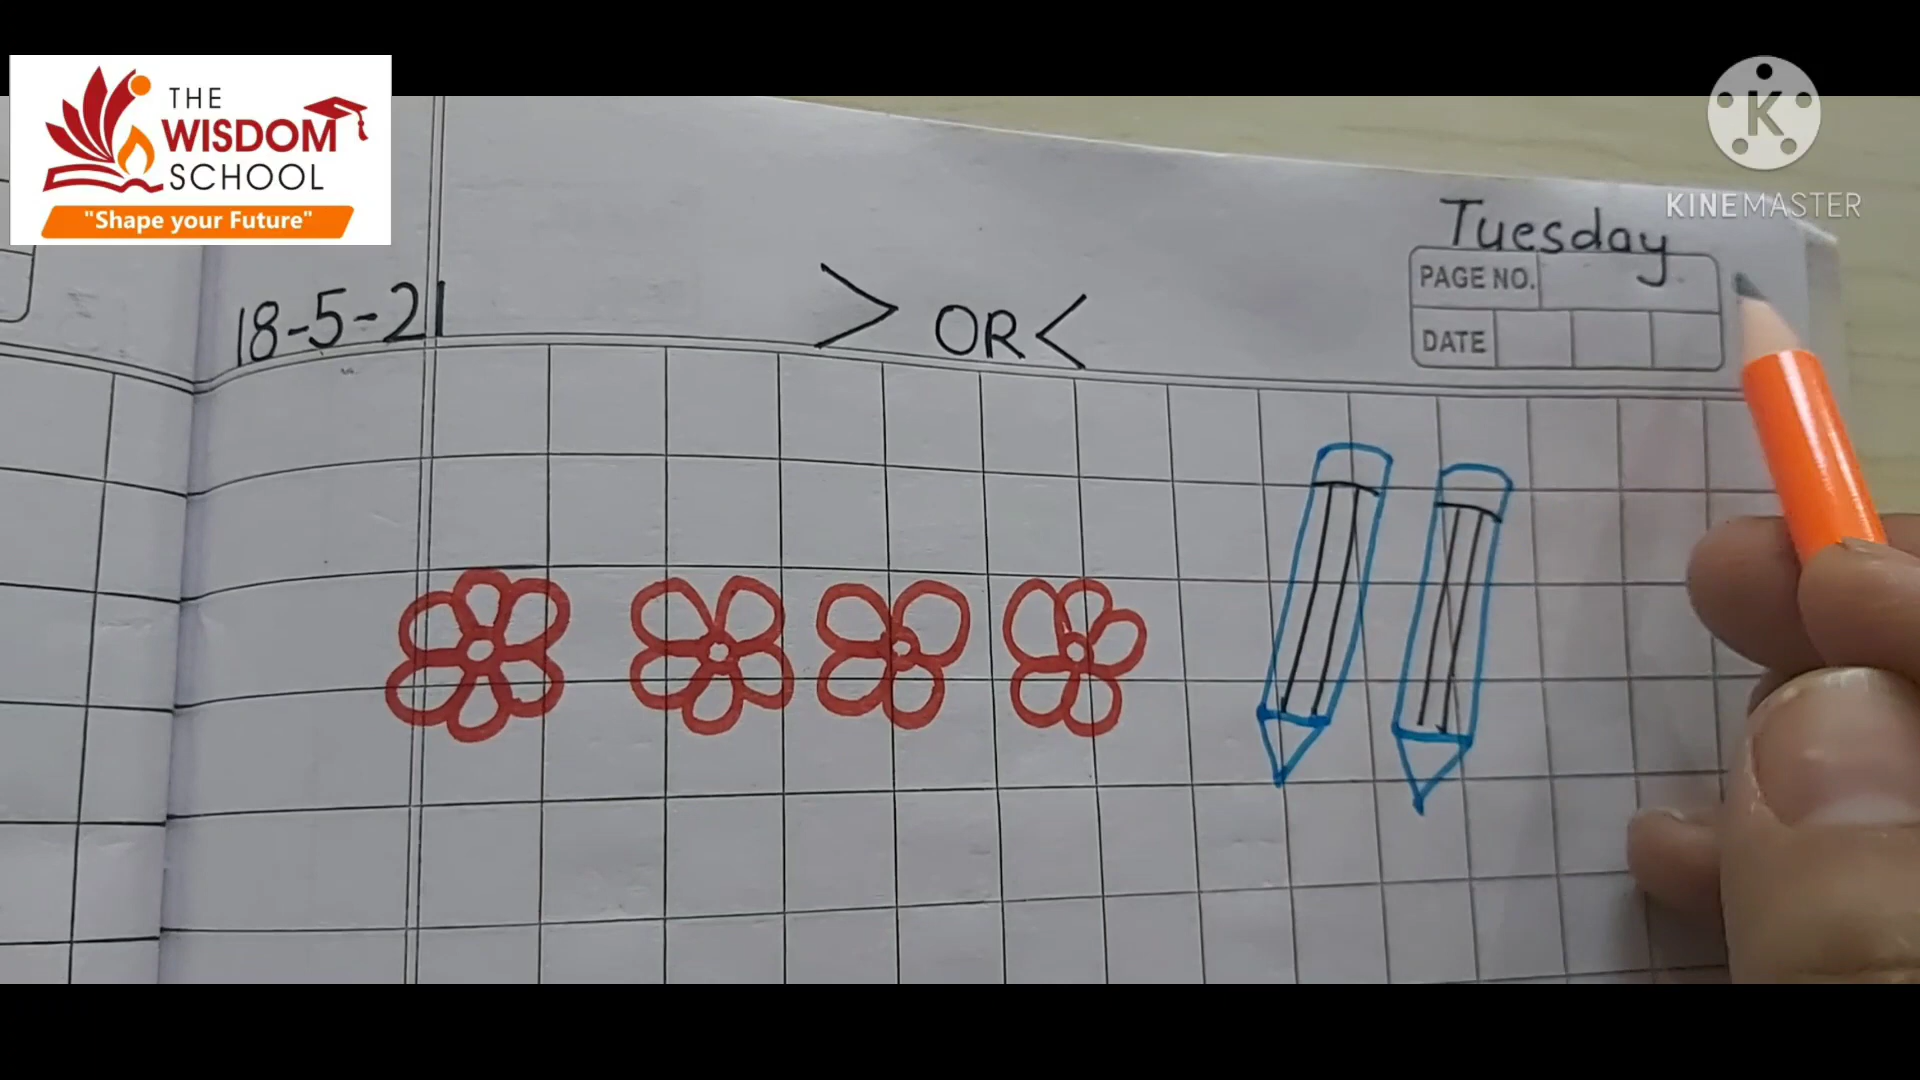 THE
WISDOM
SCHOOL
"Shape your Future"
K
KINEMASTER
Tuesday
PAGE NO.
DATE
18-5-21
> OR <